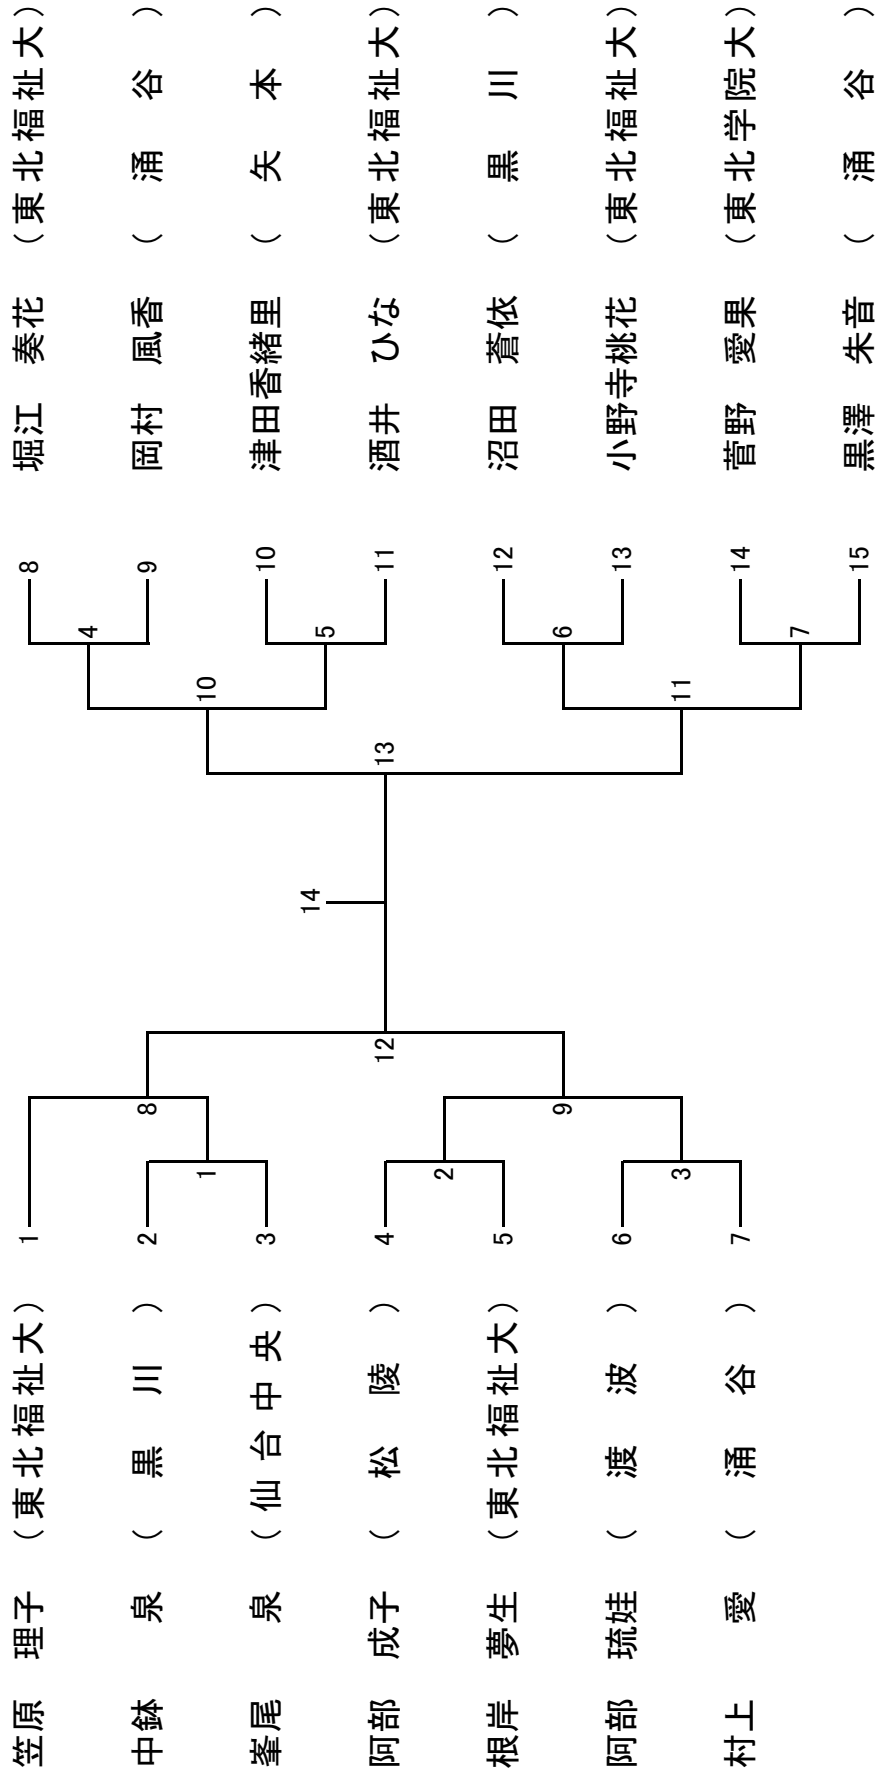 笠原 理子 (東北福祉大) 1
中鉢 泉 ( 黒 川 ) 2
峯尾 泉 (仙台中央) 3
阿部 成子 ( 松 陵 ) 4
根岸 夢生 (東北福祉大) 5
阿部 琉娃 ( 渡 波 ) 6
村上 愛 ( 涌 谷 ) 7
1
2
3
8
9
12
14
13
10
11
4
5
6
7
8 堀江 奏花 (東北福祉大)
9 岡村 風香 ( 涌 谷 )
10 津田香緒里 ( 矢 本 )
11 酒井 ひな (東北福祉大)
12 沼田 蒼依 ( 黒 川 )
13 小野寺桃花 (東北福祉大)
14 菅野 愛果 (東北学院大)
15 黒澤 朱音 ( 涌 谷 )